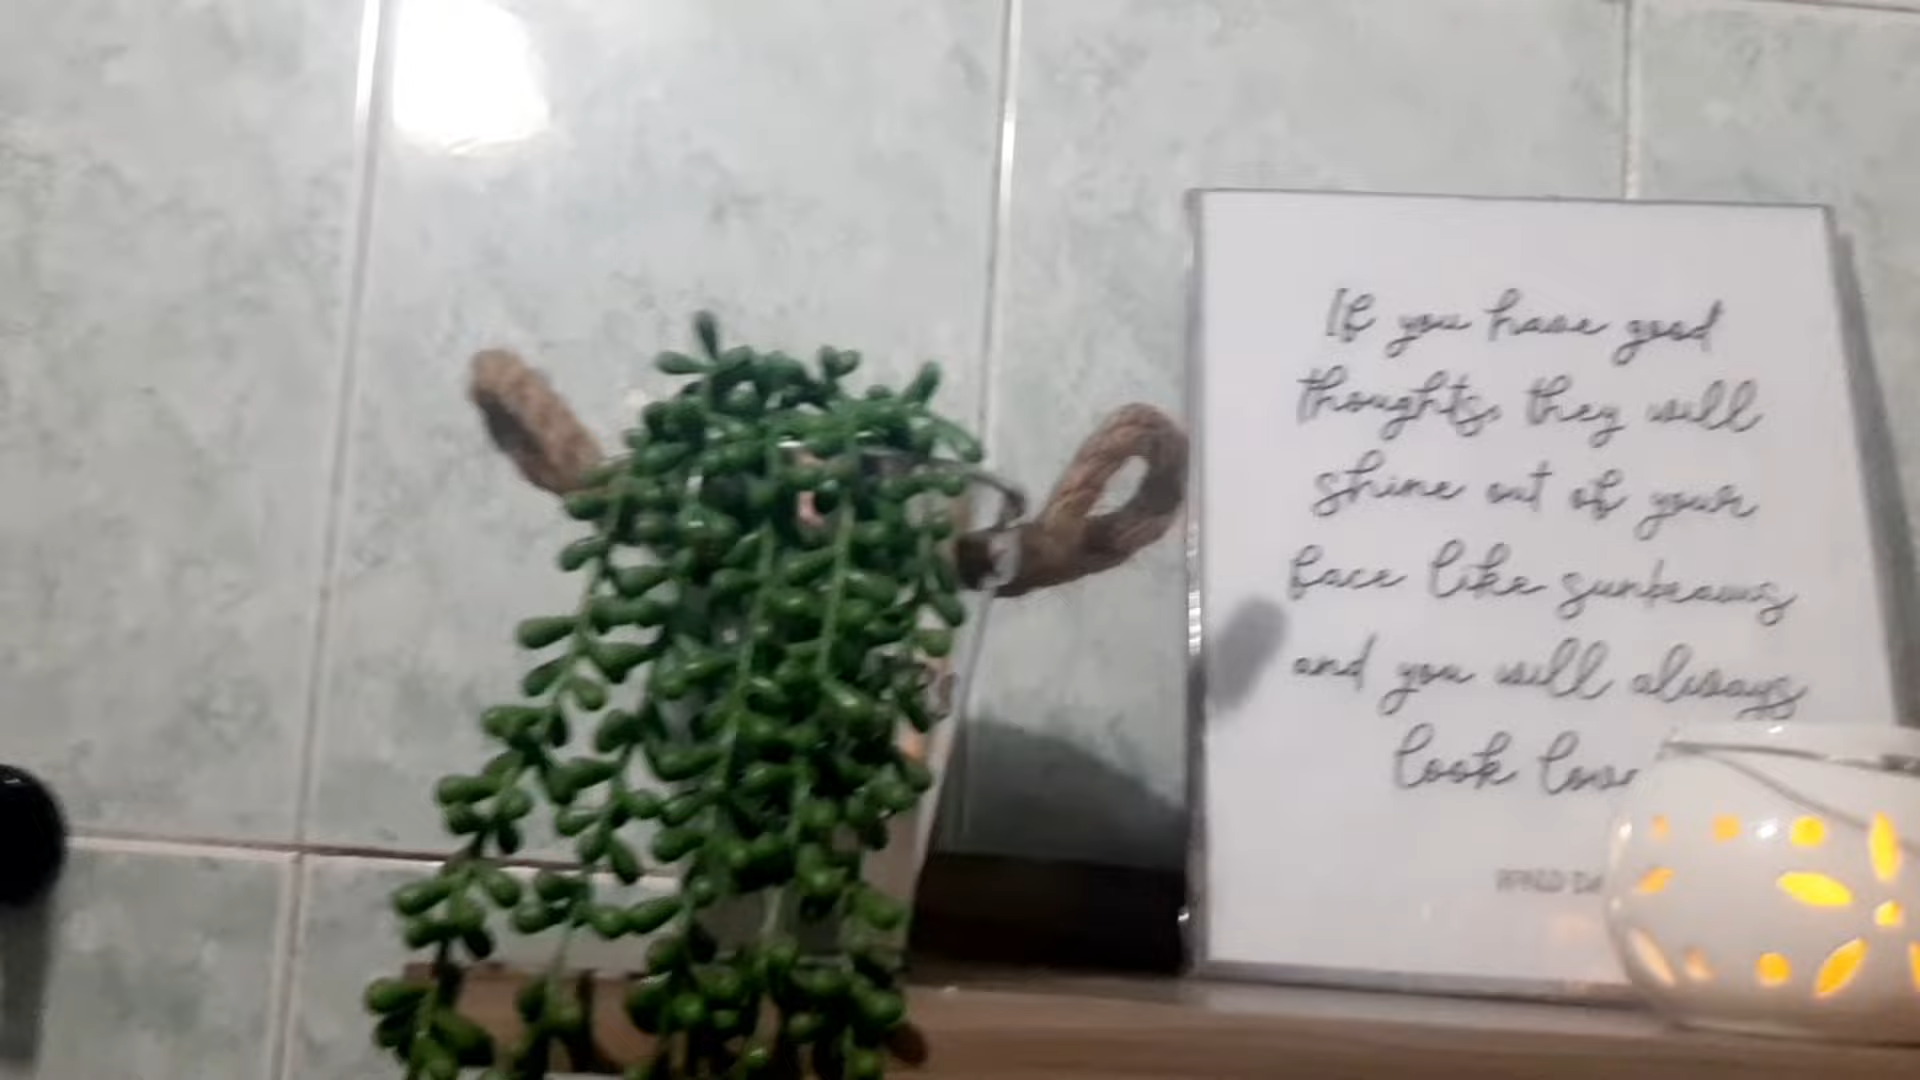 If you have good
thoughts, they will
shine out of your
face like sunbeams
and you will always
look